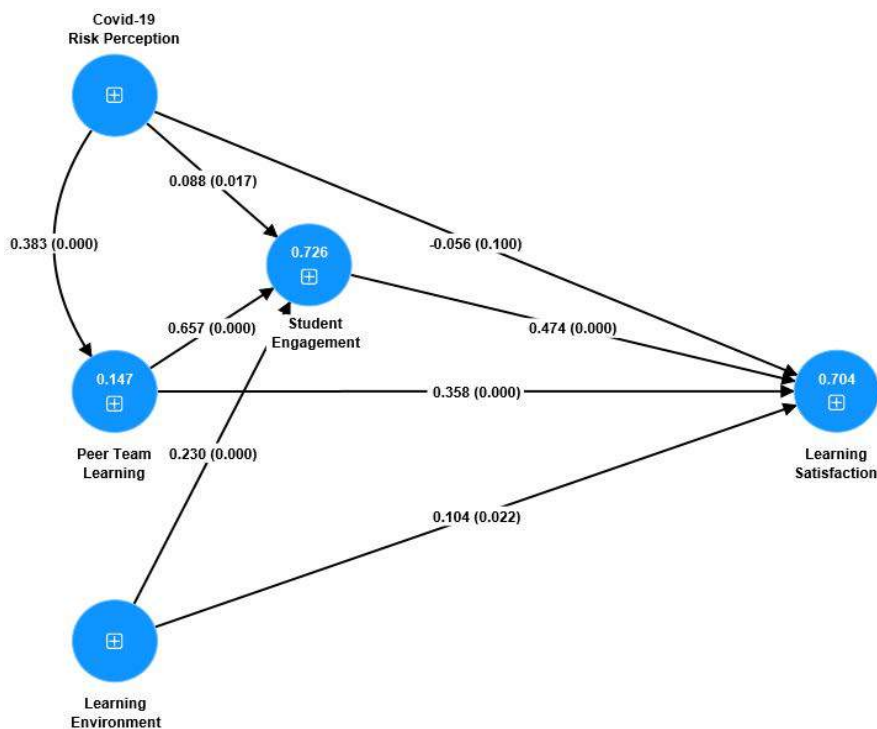 Covid-19
Risk Perception
0.088 (0.017)
0.383 (0.000)
-0.056 (0.100)
0.726
Student
Engagement
0.657 (0.000)
0.474 (0.000)
0.147
Peer Team
Learning
0.358 (0.000)
0.704
Learning
Satisfaction
0.230 (0.000)
0.104 (0.022)
Learning
Environment